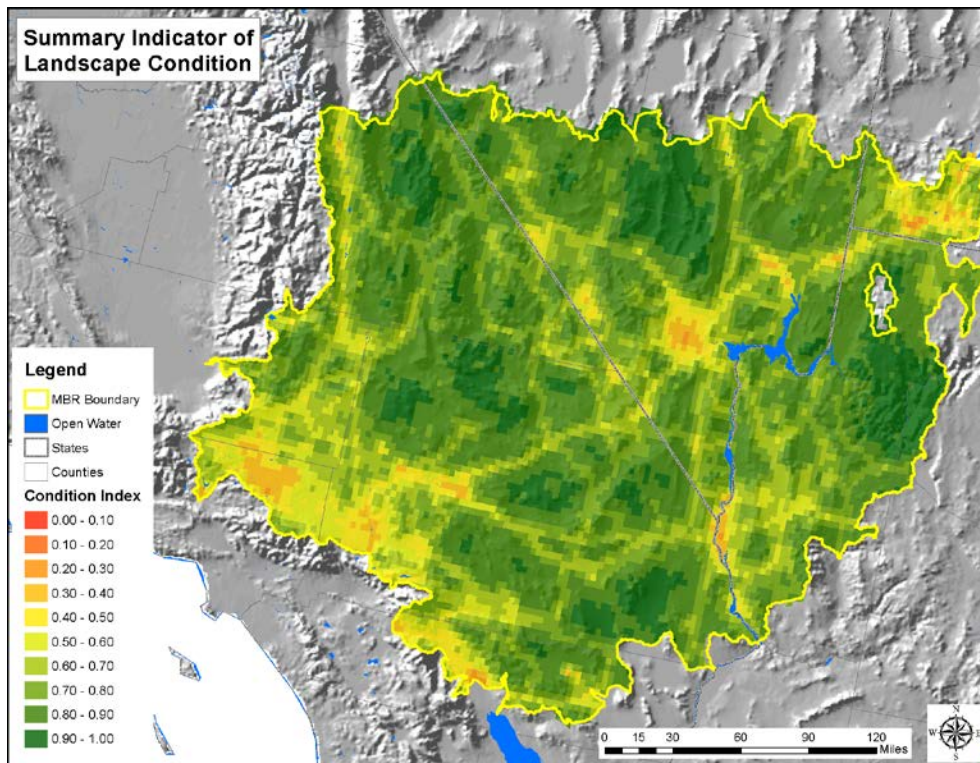 Summary Indicator of
Landscape Condition
Legend
MBR Boundary
Open Water
States
Counties
Condition Index
0.00 - 0.10
0.10 - 0.20
0.20 - 0.30
0.30 - 0.40
0.40 - 0.50
0.50 - 0.60
0.60 - 0.70
0.70 - 0.80
0.80 - 0.90
0.90 - 1.00
0 15 30 60 90 120
Miles
N
W E
S